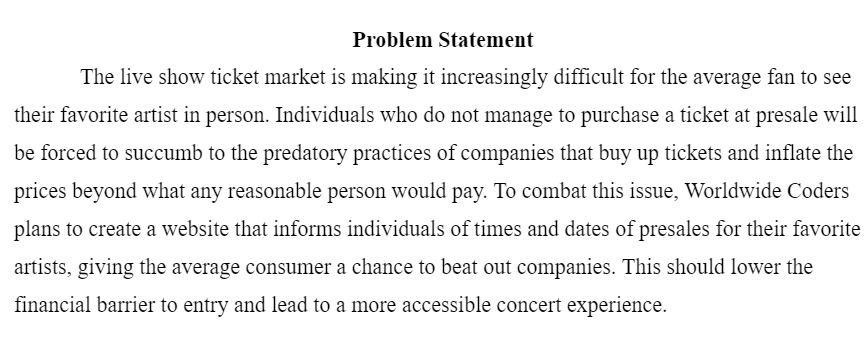 Problem Statement
The live show ticket market is making it increasingly difficult for the average fan to see
their favorite artist in person. Individuals who do not manage to purchase a ticket at presale will
be forced to succumb to the predatory practices of companies that buy up tickets and inflate the
prices beyond what any reasonable person would pay. To combat this issue, Worldwide Coders
plans to create a website that informs individuals of times and dates of presales for their favorite
artists, giving the average consumer a chance to beat out companies. This should lower the
financial barrier to entry and lead to a more accessible concert experience.